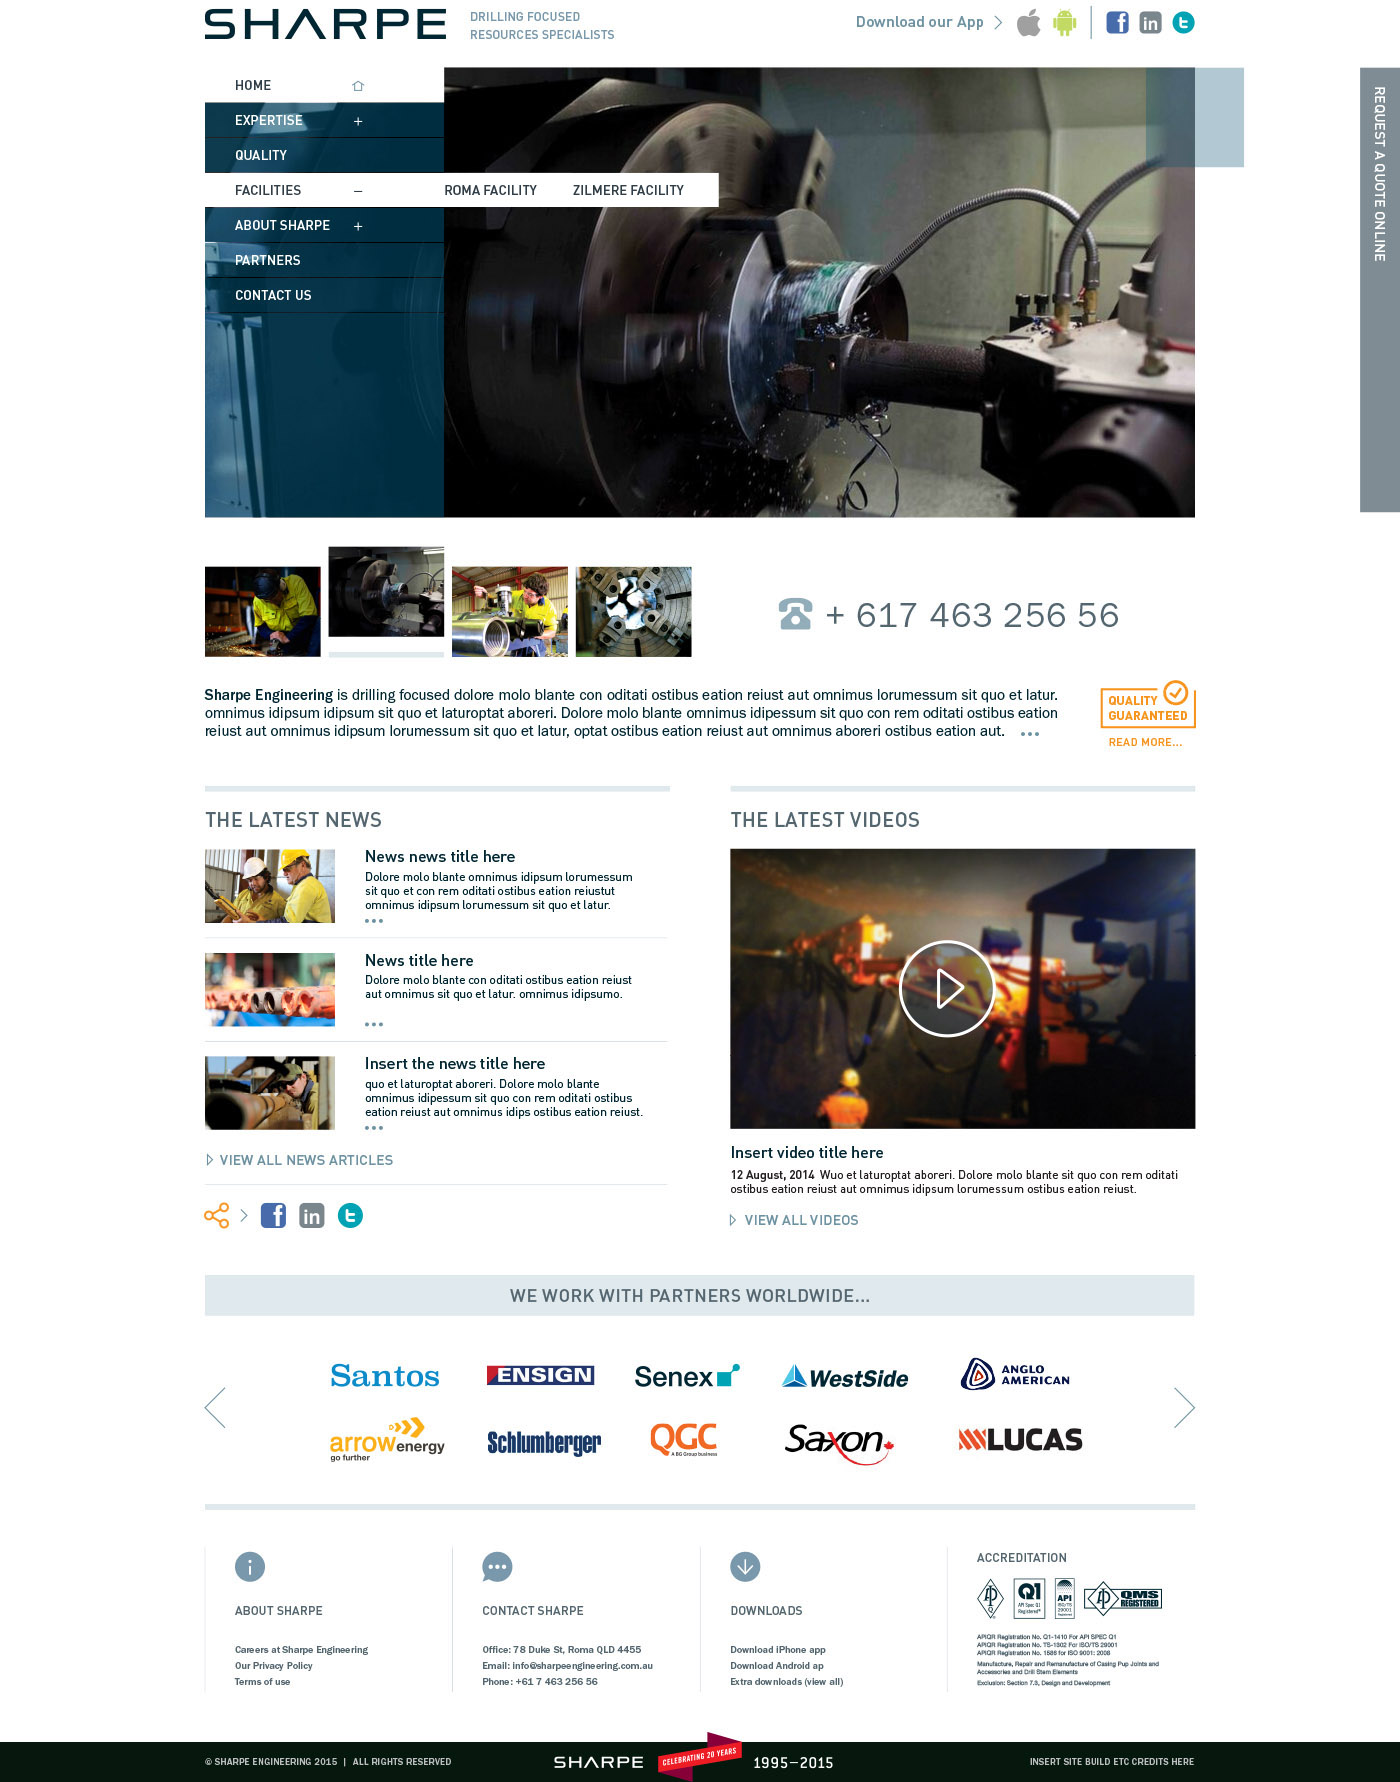 SHARPE
DRILLING FOCUSED
RESOURCES SPECIALISTS
Download our App
in
HOME
EXPERTISE +
QUALITY
FACILITIES – ROMA FACILITY ZILMERE FACILITY
ABOUT SHARPE +
PARTNERS
CONTACT US
REQUEST A QUOTE ONLINE
+ 617 463 256 56
Sharpe Engineering is drilling focused dolore molo blante con oditati ostibus eation reiust aut omnimus lorumessum sit quo et latur.
omnimus idipsum idipsum sit quo et laturoptat aboreri. Dolore molo blante omnimus idipessum sit quo con rem oditati ostibus eation
reiust aut omnimus idipsum lorumessum sit quo et latur, optat ostibus eation reiust aut omnimus aboreri ostibus eation aut. ...
QUALITY
GUARANTEED
READ MORE...
THE LATEST NEWS
News news title here
Dolore molo blante omnimus idipsum lorumessum
sit quo et con rem oditati ostibus eation reiustut
omnimus idipsum lorumessum sit quo et latur.
...
News title here
Dolore molo blante con oditati ostibus eation reiust
aut omnimus sit quo et latur. omnimus idipsumo.
...
Insert the news title here
quo et laturoptat aboreri. Dolore molo blante
omnimus idipessum sit quo con rem oditati ostibus
eation reiust aut omnimus idips ostibus eation reiust.
...
VIEW ALL NEWS ARTICLES
in
THE LATEST VIDEOS
Insert video title here
12 August, 2014 Wuo et laturoptat aboreri. Dolore molo blante sit quo con rem oditati
ostibus eation reiust aut omnimus idipsum lorumessum ostibus eation reiust.
VIEW ALL VIDEOS
WE WORK WITH PARTNERS WORLDWIDE...
Santos
ENSIGN
Senex
WestSide
ANGLO
AMERICAN
arrowenergy
go further
Schlumberger
QGC
A BG Group business
Saxon
LUCAS
ABOUT SHARPE
Careers at Sharpe Engineering
Our Privacy Policy
Terms of use
CONTACT SHARPE
Office: 78 Duke St, Roma QLD 4455
Email: info@sharpeengineering.com.au
Phone: +61 7 463 256 56
DOWNLOADS
Download iPhone app
Download Android ap
Extra downloads (view all)
ACCREDITATION
Q1
API Spec Q1
Registered
API
ISO/TS
29001
Registered
QMS
REGISTERED
APIQR Registration No. Q1-1410 For API SPEC Q1
APIQR Registration No. TS-1302 For ISO/TS 29001
APIQR Registration No. 1586 for ISO 9001; 2008
Manufacture, Repair and Remanufacture of Casing Pup Joints and
Accessories and Drill Stem Elements
Exclusion: Section 7.3, Design and Development
© SHARPE ENGINEERING 2015 | ALL RIGHTS RESERVED
SHARPE
CELEBRATING 20 YEARS
1995–2015
INSERT SITE BUILD ETC CREDITS HERE